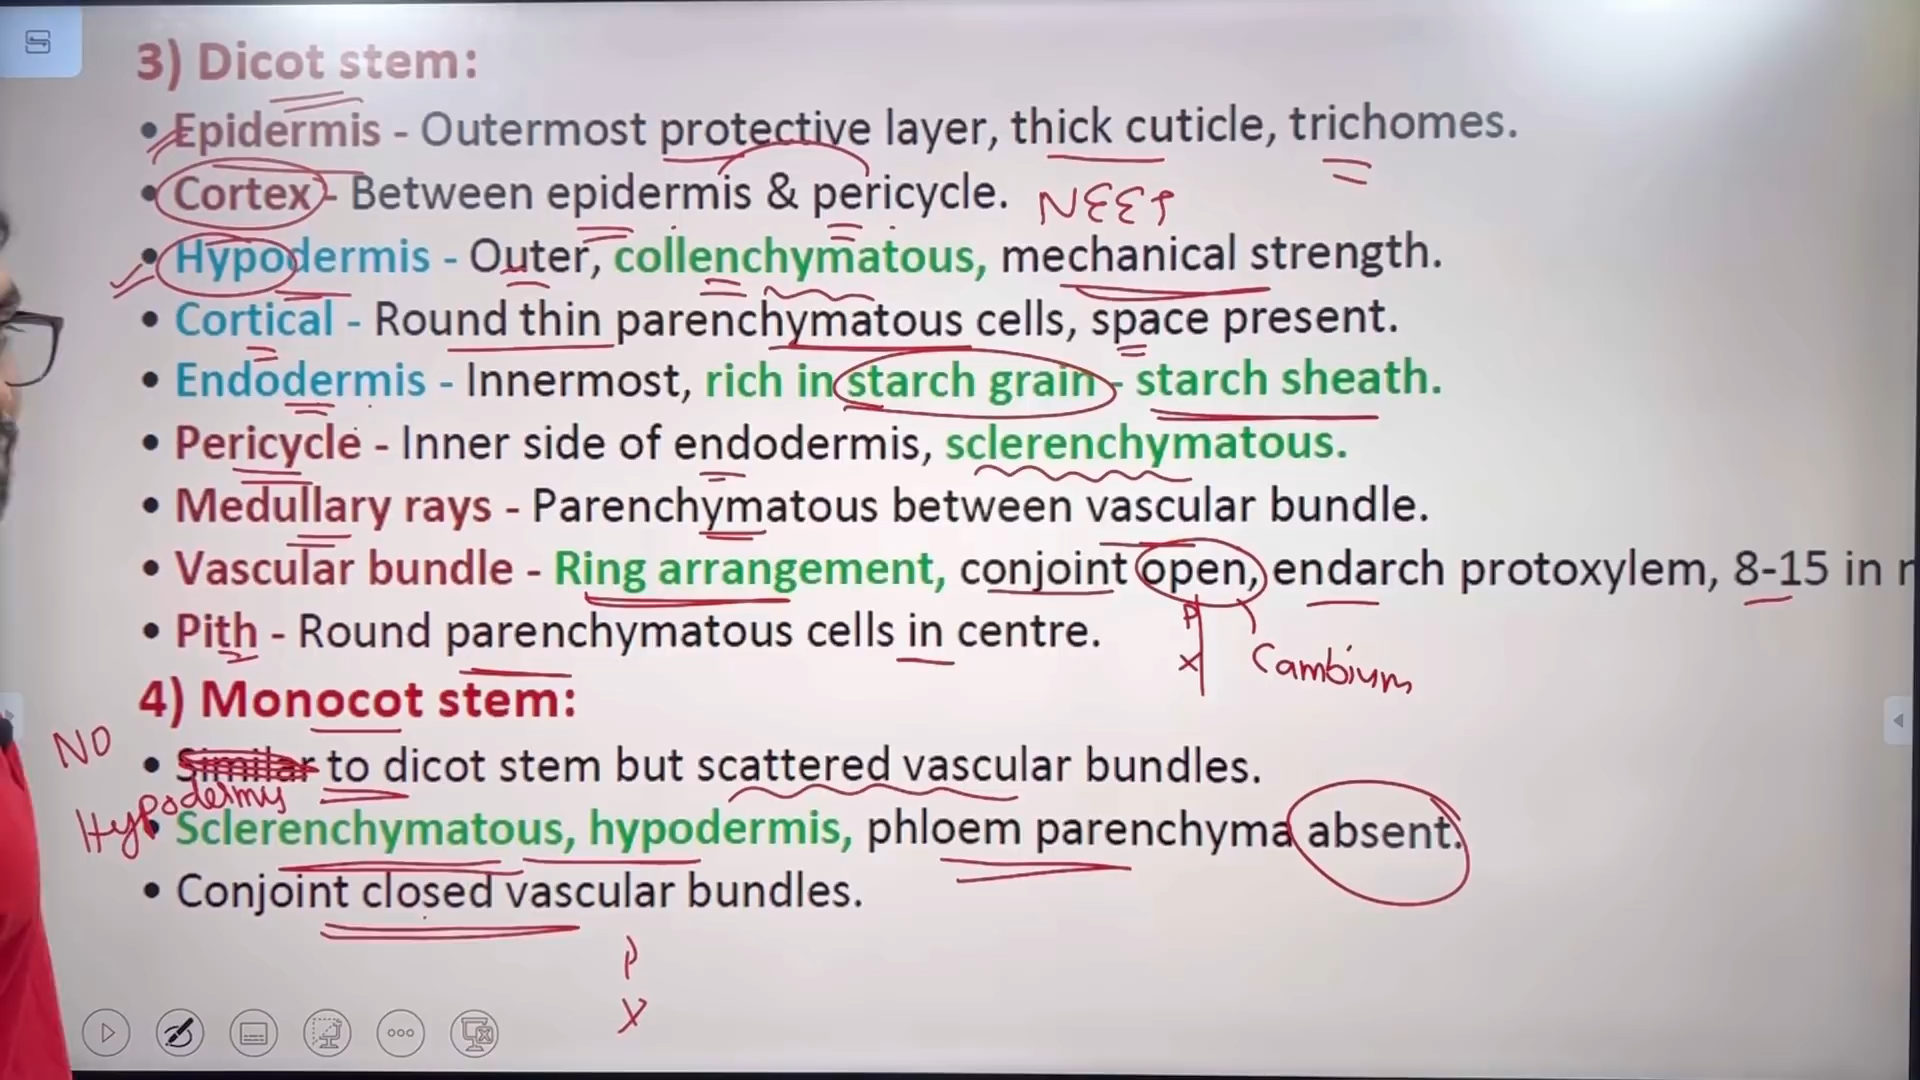 3) Dicot stem:
• Epidermis - Outermost protective layer, thick cuticle, trichomes.
• Cortex - Between epidermis & pericycle. NEET
• Hypodermis - Outer, collenchymatous, mechanical strength.
• Cortical - Round thin parenchymatous cells, space present.
• Endodermis - Innermost, rich in starch grain - starch sheath.
• Pericycle - Inner side of endodermis, sclerenchymatous.
• Medullary rays - Parenchymatous between vascular bundle.
• Vascular bundle - Ring arrangement, conjoint open, endarch protoxylem, 8-15 in
• Pith - Round parenchymatous cells in centre.
P
X Cambium
4) Monocot stem:
NO
• Similar to dicot stem but scattered vascular bundles.
Hypodermis
• Sclerenchymatous, hypodermis, phloem parenchyma absent.
• Conjoint closed vascular bundles.
P
X